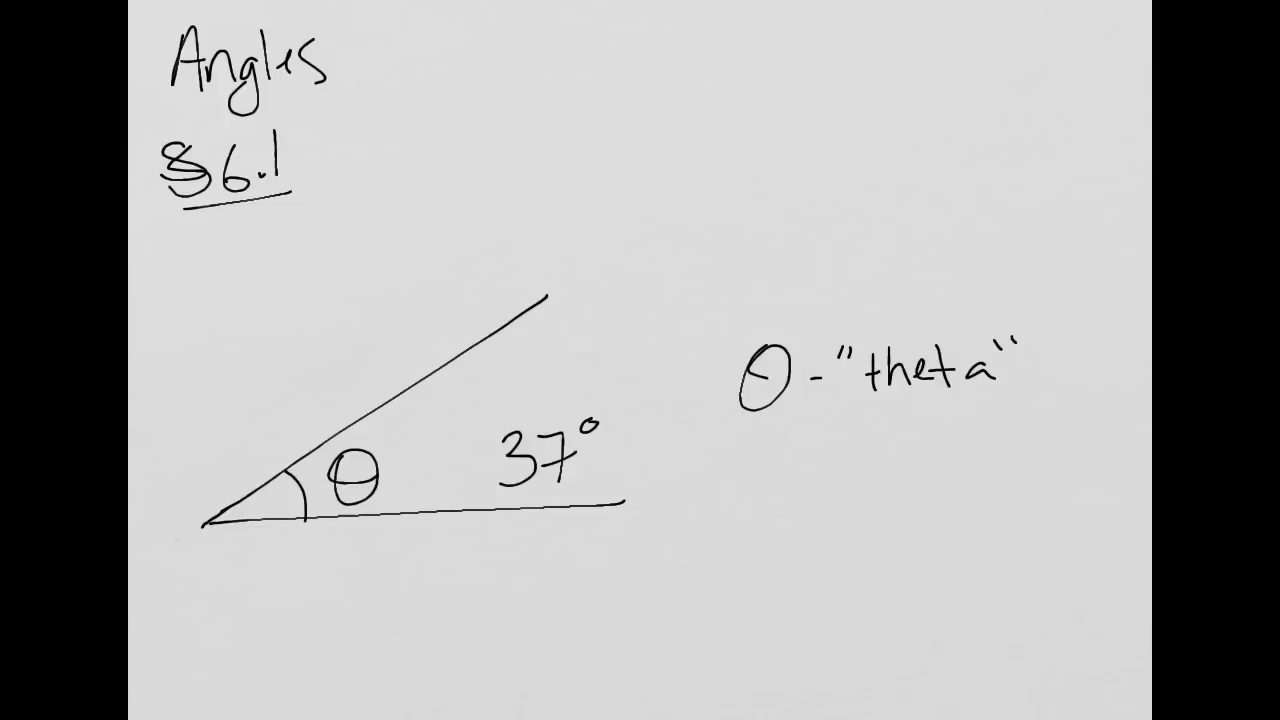 Angles
§6.1
θ - "theta"
θ 37°